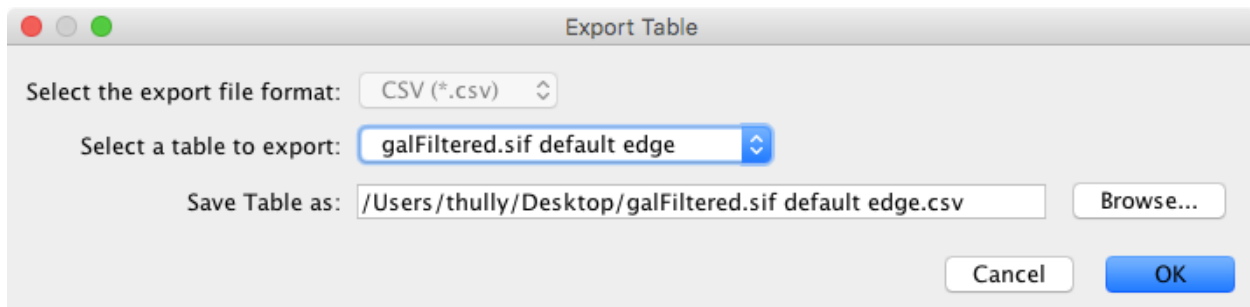 Export Table
Select the export file format: CSV (*.csv)
Select a table to export: galFiltered.sif default edge
Save Table as: /Users/thully/Desktop/galFiltered.sif default edge.csv Browse...
Cancel OK